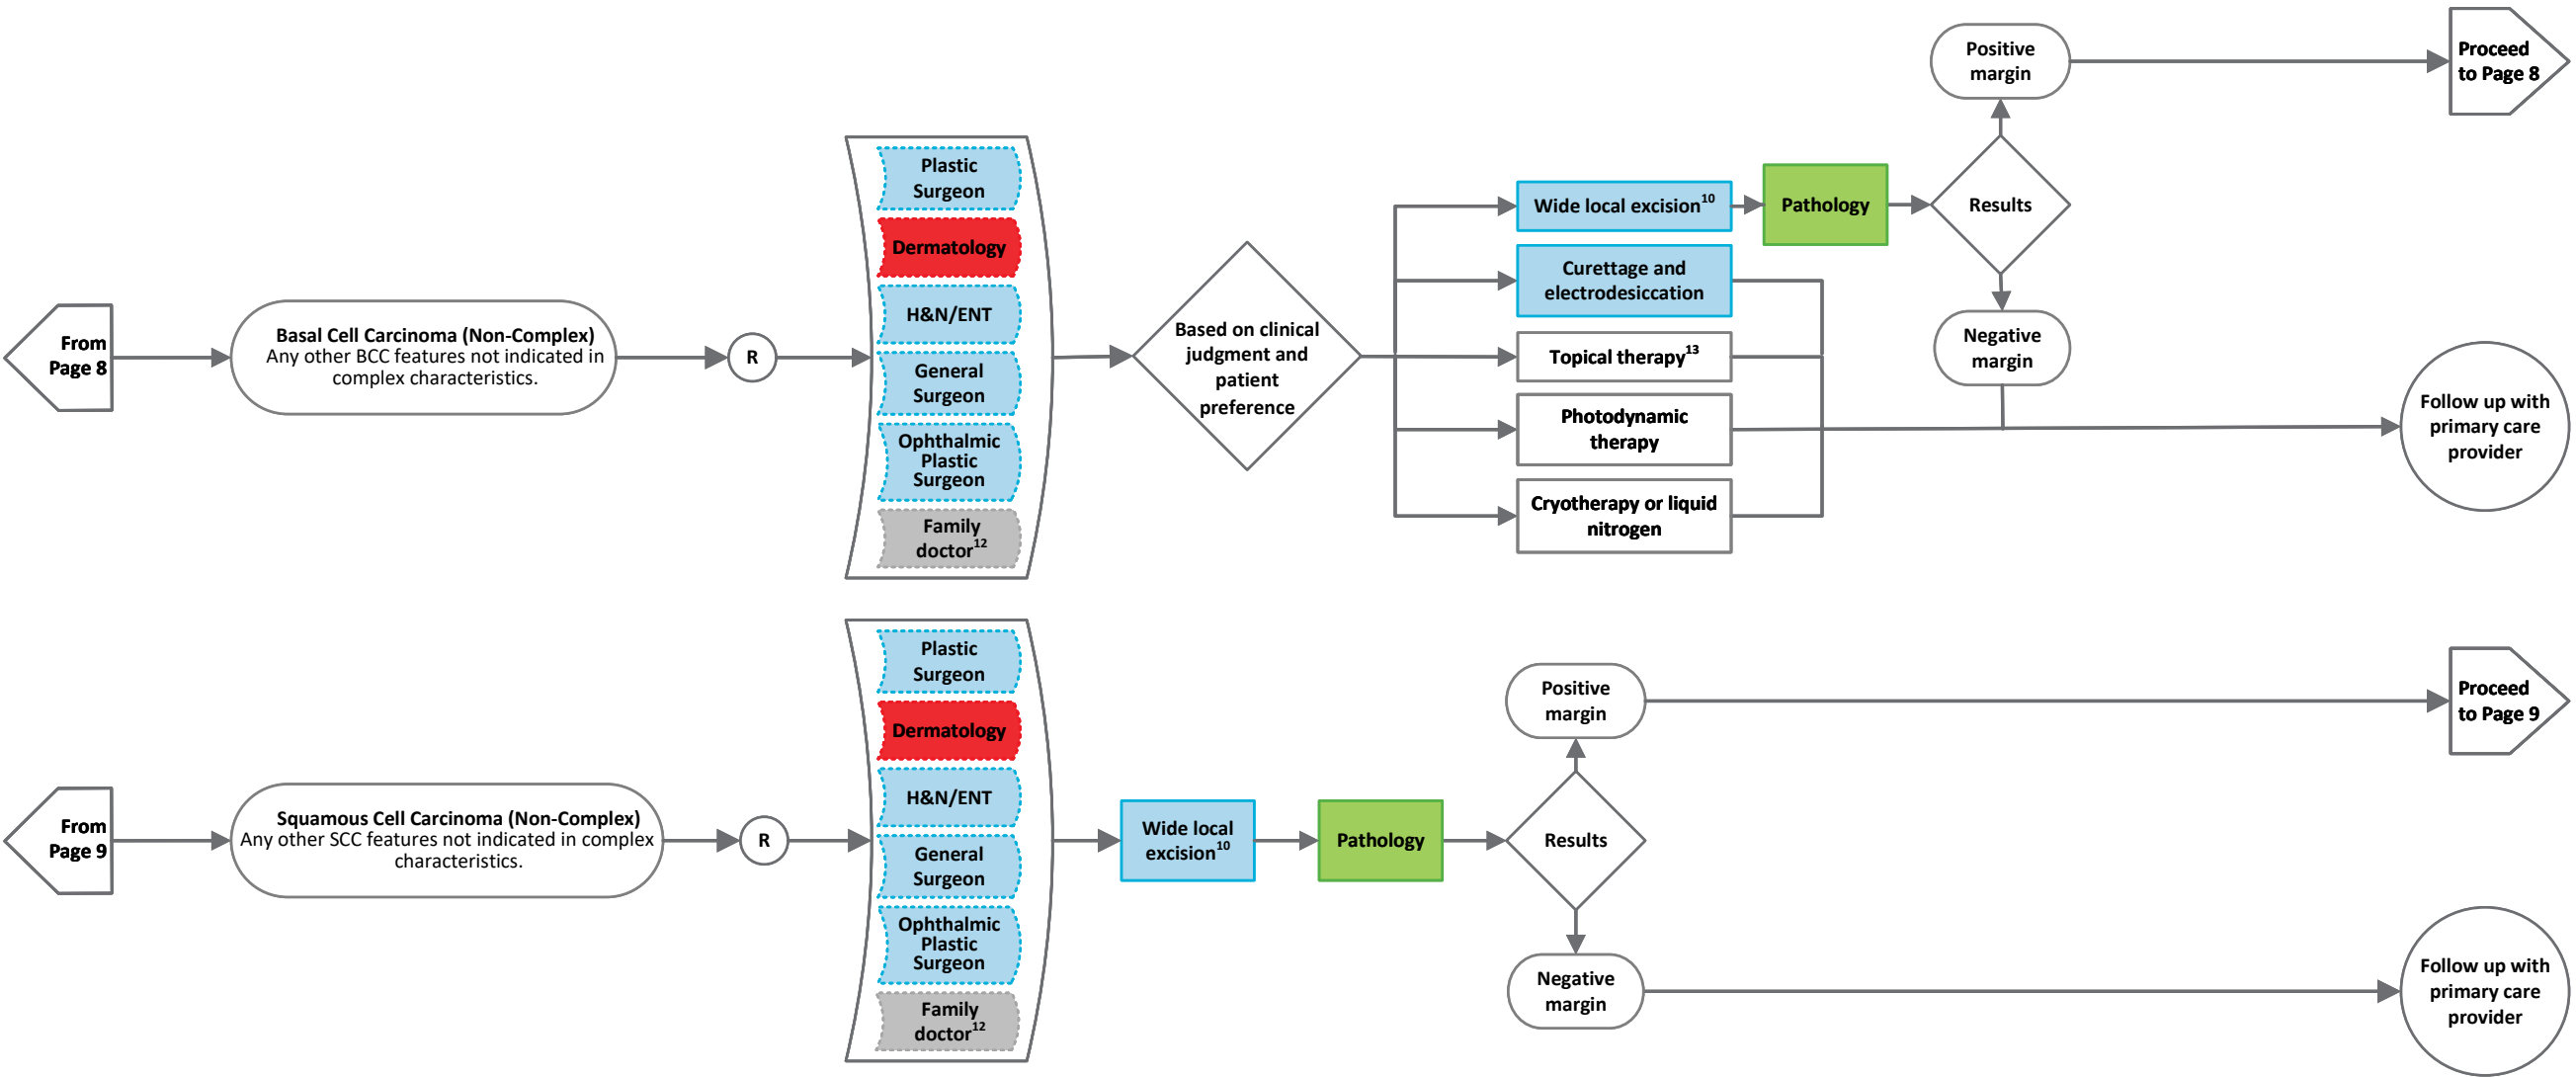 From
Page 8
Basal Cell Carcinoma (Non-Complex)
Any other BCC features not indicated in
complex characteristics.
R
Plastic
Surgeon
Dermatology
H&N/ENT
General
Surgeon
Ophthalmic
Plastic
Surgeon
Family
doctor12
Based on clinical
judgment and
patient
preference
Wide local excision10
Curettage and
electrodesiccation
Topical therapy13
Photodynamic
therapy
Cryotherapy or liquid
nitrogen
Pathology
Results
Positive
margin
Negative
margin
Proceed
to Page 8
Follow up with
primary care
provider
From
Page 9
Squamous Cell Carcinoma (Non-Complex)
Any other SCC features not indicated in complex
characteristics.
R
Plastic
Surgeon
Dermatology
H&N/ENT
General
Surgeon
Ophthalmic
Plastic
Surgeon
Family
doctor12
Wide local
excision10
Pathology
Results
Positive
margin
Negative
margin
Proceed
to Page 9
Follow up with
primary care
provider